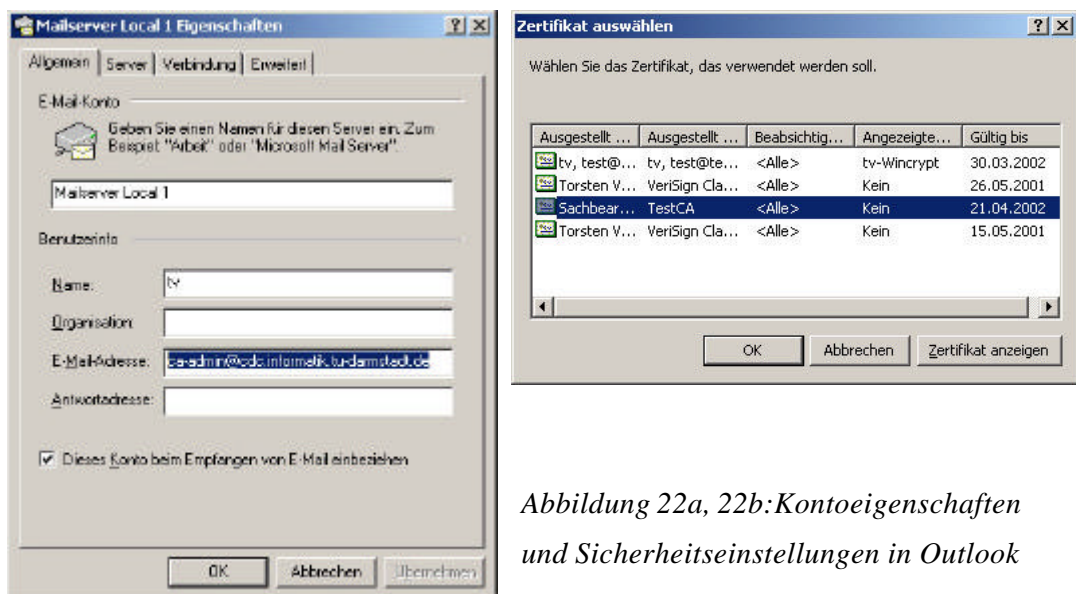 Mailserver Local 1 Eigenschaften
Allgemein Server Verbindung Erweitert
E-Mail-Konto
Geben Sie einen Namen für diesen Server ein. Zum
Beispiel: "Arbeit" oder "Microsoft Mail Server".
Mailserver Local 1
Benutzerinfo
Name: tv
Organisation:
E-Mail-Adresse: ca-admin@cdc.informatik.tu-darmstadt.de
Antwortadresse:
Dieses Konto beim Empfangen von E-Mail einbeziehen
OK Abbrechen Übernehmen
Zertifikat auswählen
Wählen Sie das Zertifikat, das verwendet werden soll.
Ausgestellt ... Ausgestellt ... Beabsichtig... Angezeigte... Gültig bis
tv, test@... tv, test@te... <Alle> tv-Wincrypt 30.03.2002
Torsten V... VeriSign Cla... <Alle> Kein 26.05.2001
Sachbear... TestCA <Alle> Kein 21.04.2002
Torsten V... VeriSign Cla... <Alle> Kein 15.05.2001
OK Abbrechen Zertifikat anzeigen
Abbildung 22a, 22b:Kontoeigenschaften
und Sicherheitseinstellungen in Outlook